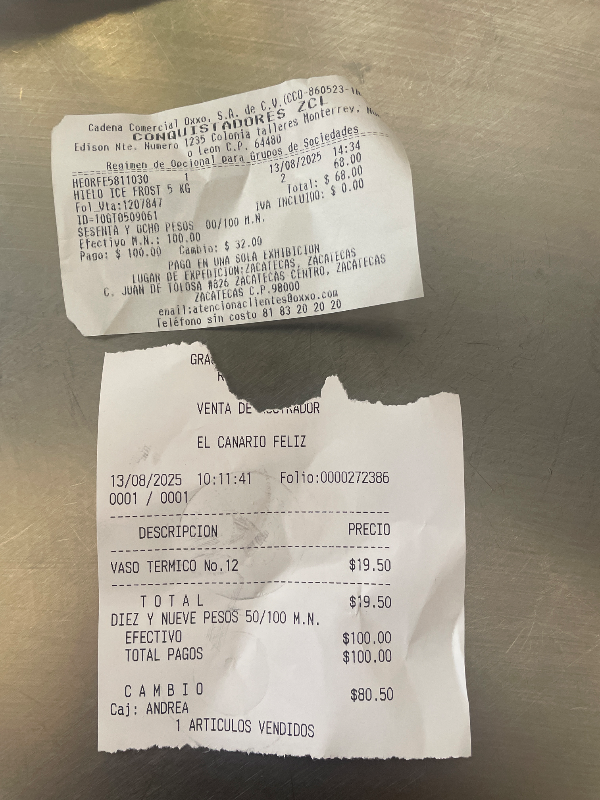 Cadena Comercial Oxxo, S.A. de C.V.(CCO-860523-1
CONQUISTADORES ZCL
Edison Nte. Numero 1235 Colonia talleres Monterrey,
o Leon C.P. 64480
Regimen de Opcional para Grupos de Sociedades
HEORFE5811030 1 13/08/2025 14:34
HIELO ICE FROST 5 KG 2 68.00
Fol_Vta:1207847 Total: $ 68.00
ID=10GT0509061 IVA INCLUIDO: $ 0.00
SESENTA Y OCHO PESOS 00/100 M.N.
Efectivo M.N.: 100.00
Pago: $ 100.00 Cambio: $ 32.00
PAGO EN UNA SOLA EXHIBICION
LUGAR DE EXPEDICION:ZACATECAS, ZACATECAS
C. JUAN DE TOLOSA #826 ZACATECAS CENTRO, ZACATECAS
ZACATECAS C.P.98000
email:atencionaclientes@oxxo.com
Teléfono sin costo 81 83 20 20 20
GRA
VENTA DE
EL CANARIO FELIZ
13/08/2025 10:11:41 Folio:0000272386
0001 / 0001
DESCRIPCION PRECIO
VASO TERMICO No.12 $19.50
T O T A L $19.50
DIEZ Y NUEVE PESOS 50/100 M.N.
EFECTIVO $100.00
TOTAL PAGOS $100.00
C A M B I O $80.50
Caj: ANDREA
1 ARTICULOS VENDIDOS